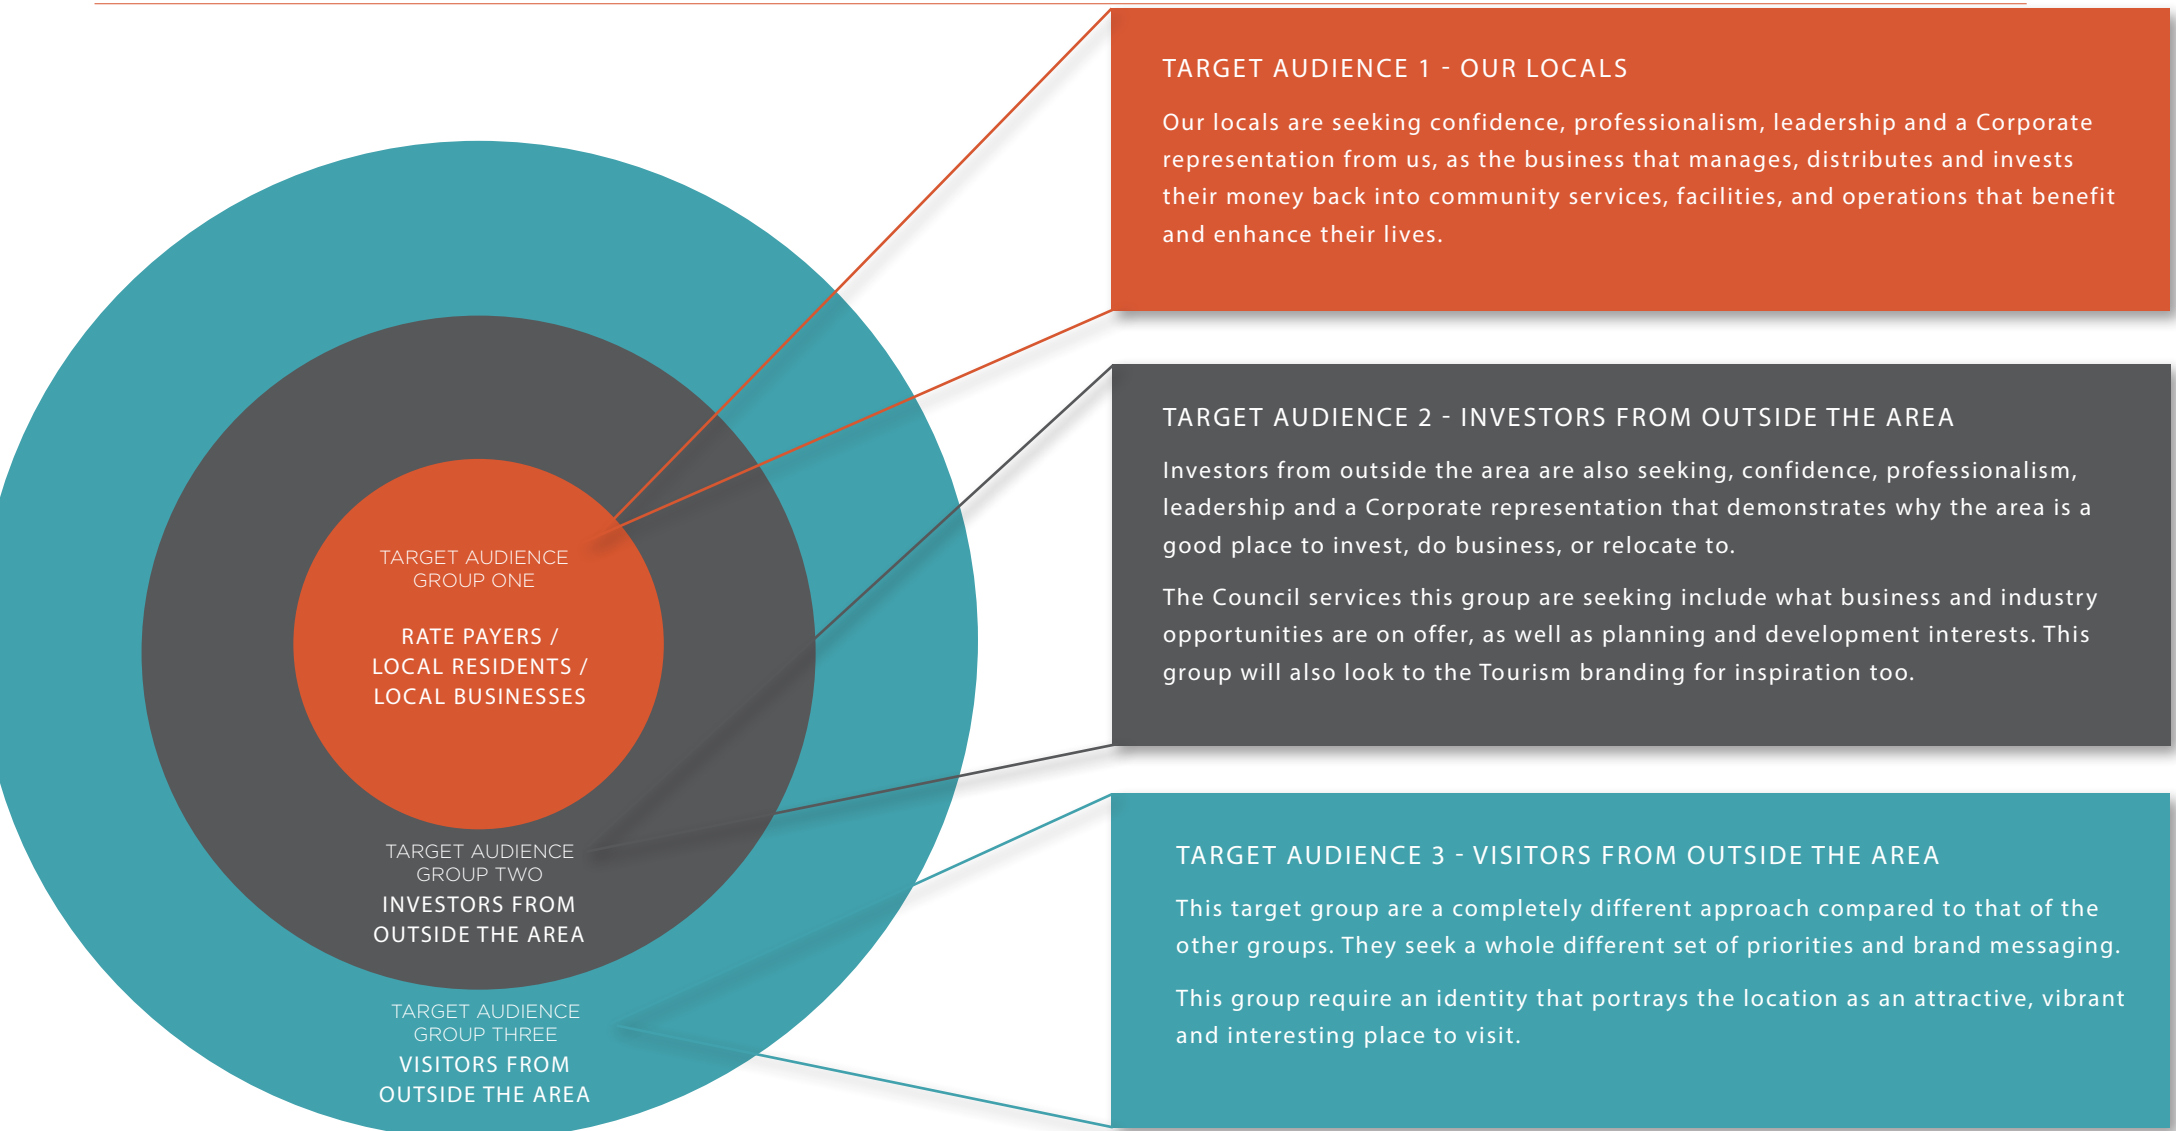 TARGET AUDIENCE
GROUP ONE
RATE PAYERS /
LOCAL RESIDENTS /
LOCAL BUSINESSES
TARGET AUDIENCE
GROUP TWO
INVESTORS FROM
OUTSIDE THE AREA
TARGET AUDIENCE
GROUP THREE
VISITORS FROM
OUTSIDE THE AREA
TARGET AUDIENCE 1 - OUR LOCALS
Our locals are seeking confidence, professionalism, leadership and a Corporate
representation from us, as the business that manages, distributes and invests
their money back into community services, facilities, and operations that benefit
and enhance their lives.
TARGET AUDIENCE 2 - INVESTORS FROM OUTSIDE THE AREA
Investors from outside the area are also seeking, confidence, professionalism,
leadership and a Corporate representation that demonstrates why the area is a
good place to invest, do business, or relocate to.
The Council services this group are seeking include what business and industry
opportunities are on offer, as well as planning and development interests. This
group will also look to the Tourism branding for inspiration too.
TARGET AUDIENCE 3 - VISITORS FROM OUTSIDE THE AREA
This target group are a completely different approach compared to that of the
other groups. They seek a whole different set of priorities and brand messaging.
This group require an identity that portrays the location as an attractive, vibrant
and interesting place to visit.